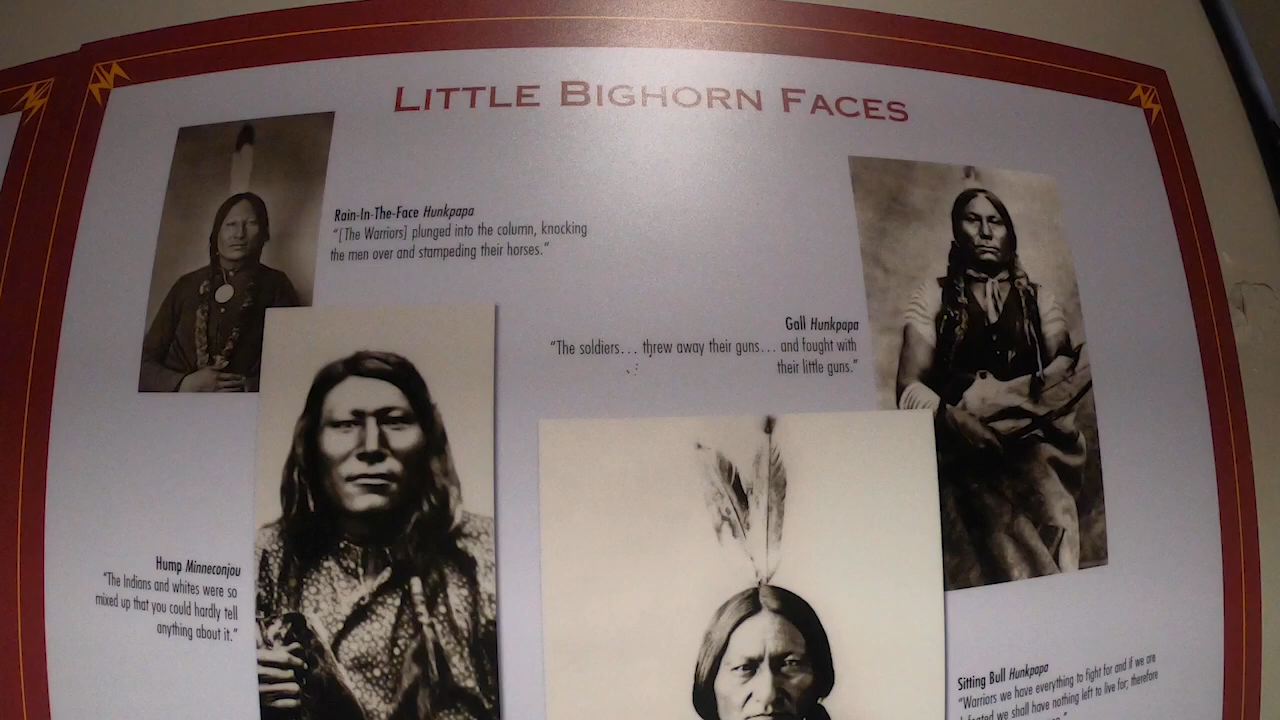 LITTLE BIGHORN FACES
Rain-In-The-Face Hunkpapa
"[The Warriors] plunged into the column, knocking
the men over and stampeding their horses."
Gall Hunkpapa
"The soldiers... threw away their guns... and fought with
their little guns."
Hump Minneconjou
"The Indians and whites were so
mixed up that you could hardly tell
anything about it."
Sitting Bull Hunkpapa
"Warriors we have everything to fight for and if we are
defeated we shall have nothing left to live for; therefore